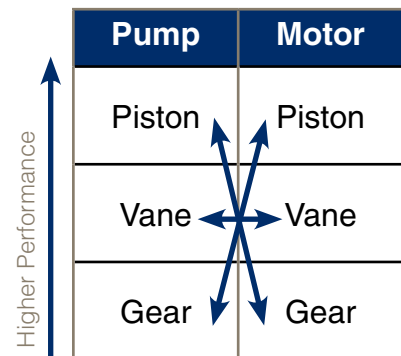 Pump Motor
Piston Piston
Vane Vane
Gear Gear
Higher Performance